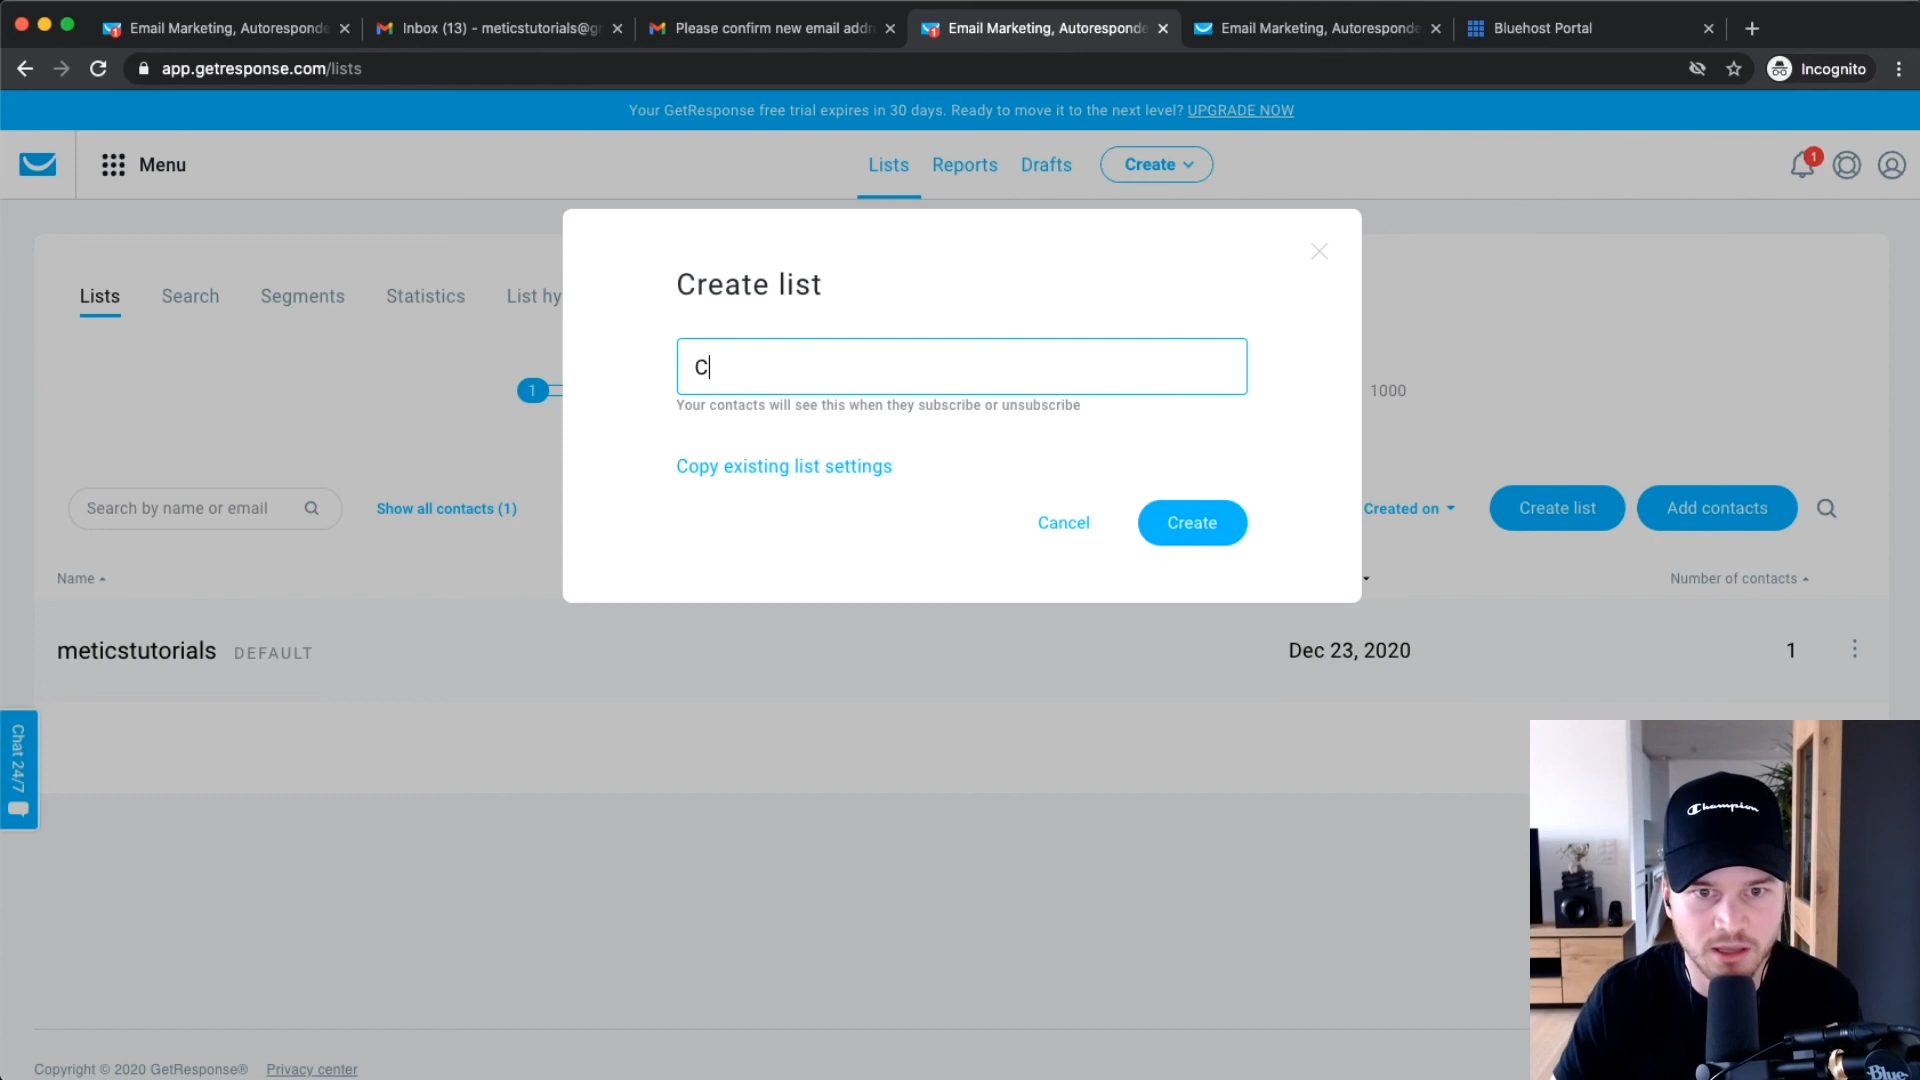 Email Marketing, Autoresponde
Inbox (13) - meticstutorials@g
Please confirm new email addr
Email Marketing, Autoresponde
Email Marketing, Autoresponde
Bluehost Portal
app.getresponse.com/lists
Incognito
Your GetResponse free trial expires in 30 days. Ready to move it to the next level? UPGRADE NOW
Menu
Lists
Reports
Drafts
Create
1
Lists
Search
Segments
Statistics
List hy
Create list
C
Your contacts will see this when they subscribe or unsubscribe
Copy existing list settings
Cancel
Create
1
1000
Search by name or email
Show all contacts (1)
Created on
Create list
Add contacts
Name
Number of contacts
meticstutorials DEFAULT
Dec 23, 2020
1
Chat 24/7
Champion
Blue
Copyright © 2020 GetResponse®
Privacy center